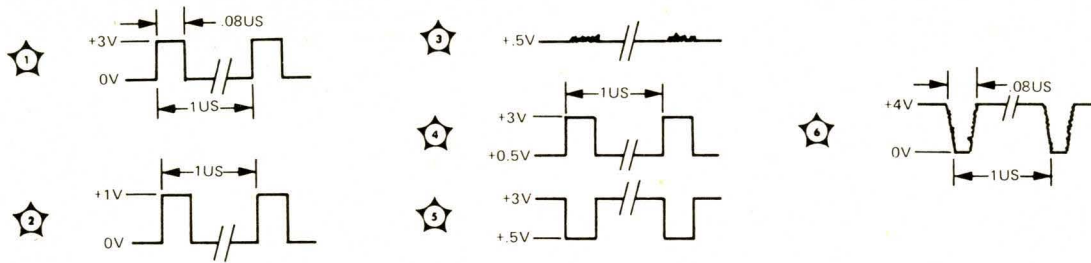 1
.08US
+3V
0V
1US
2
1US
+1V
0V
3
+.5V
4
1US
+3V
+0.5V
5
+3V
+.5V
6
.08US
+4V
0V
1US